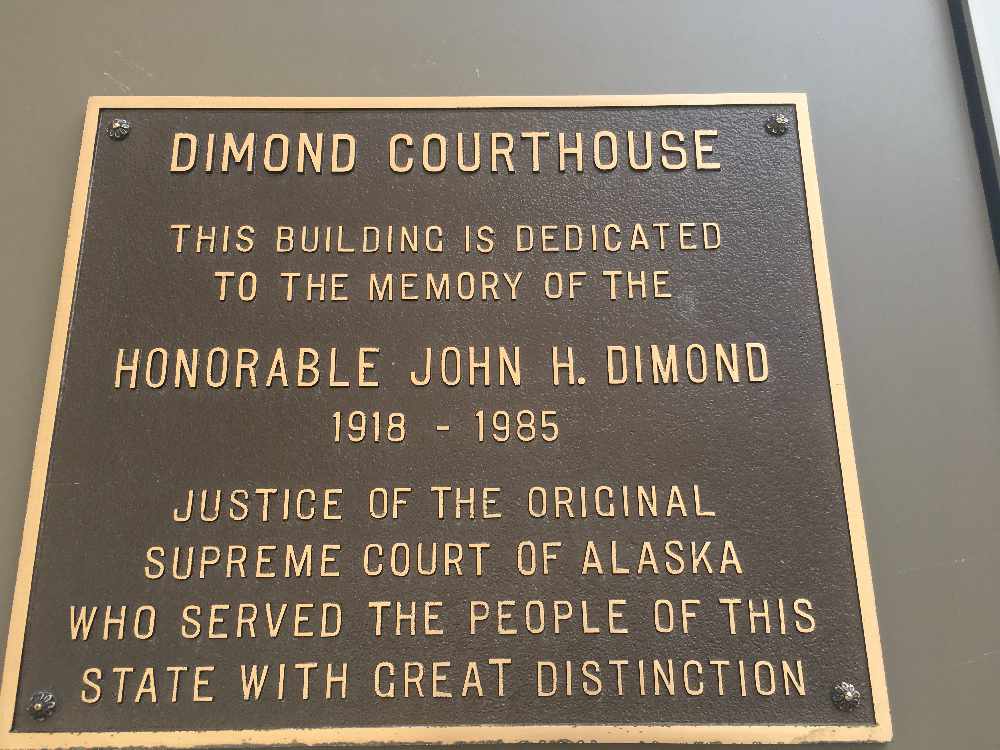 DIMOND COURTHOUSE
THIS BUILDING IS DEDICATED
TO THE MEMORY OF THE
HONORABLE JOHN H. DIMOND
1918 - 1985
JUSTICE OF THE ORIGINAL
SUPREME COURT OF ALASKA
WHO SERVED THE PEOPLE OF THIS
STATE WITH GREAT DISTINCTION